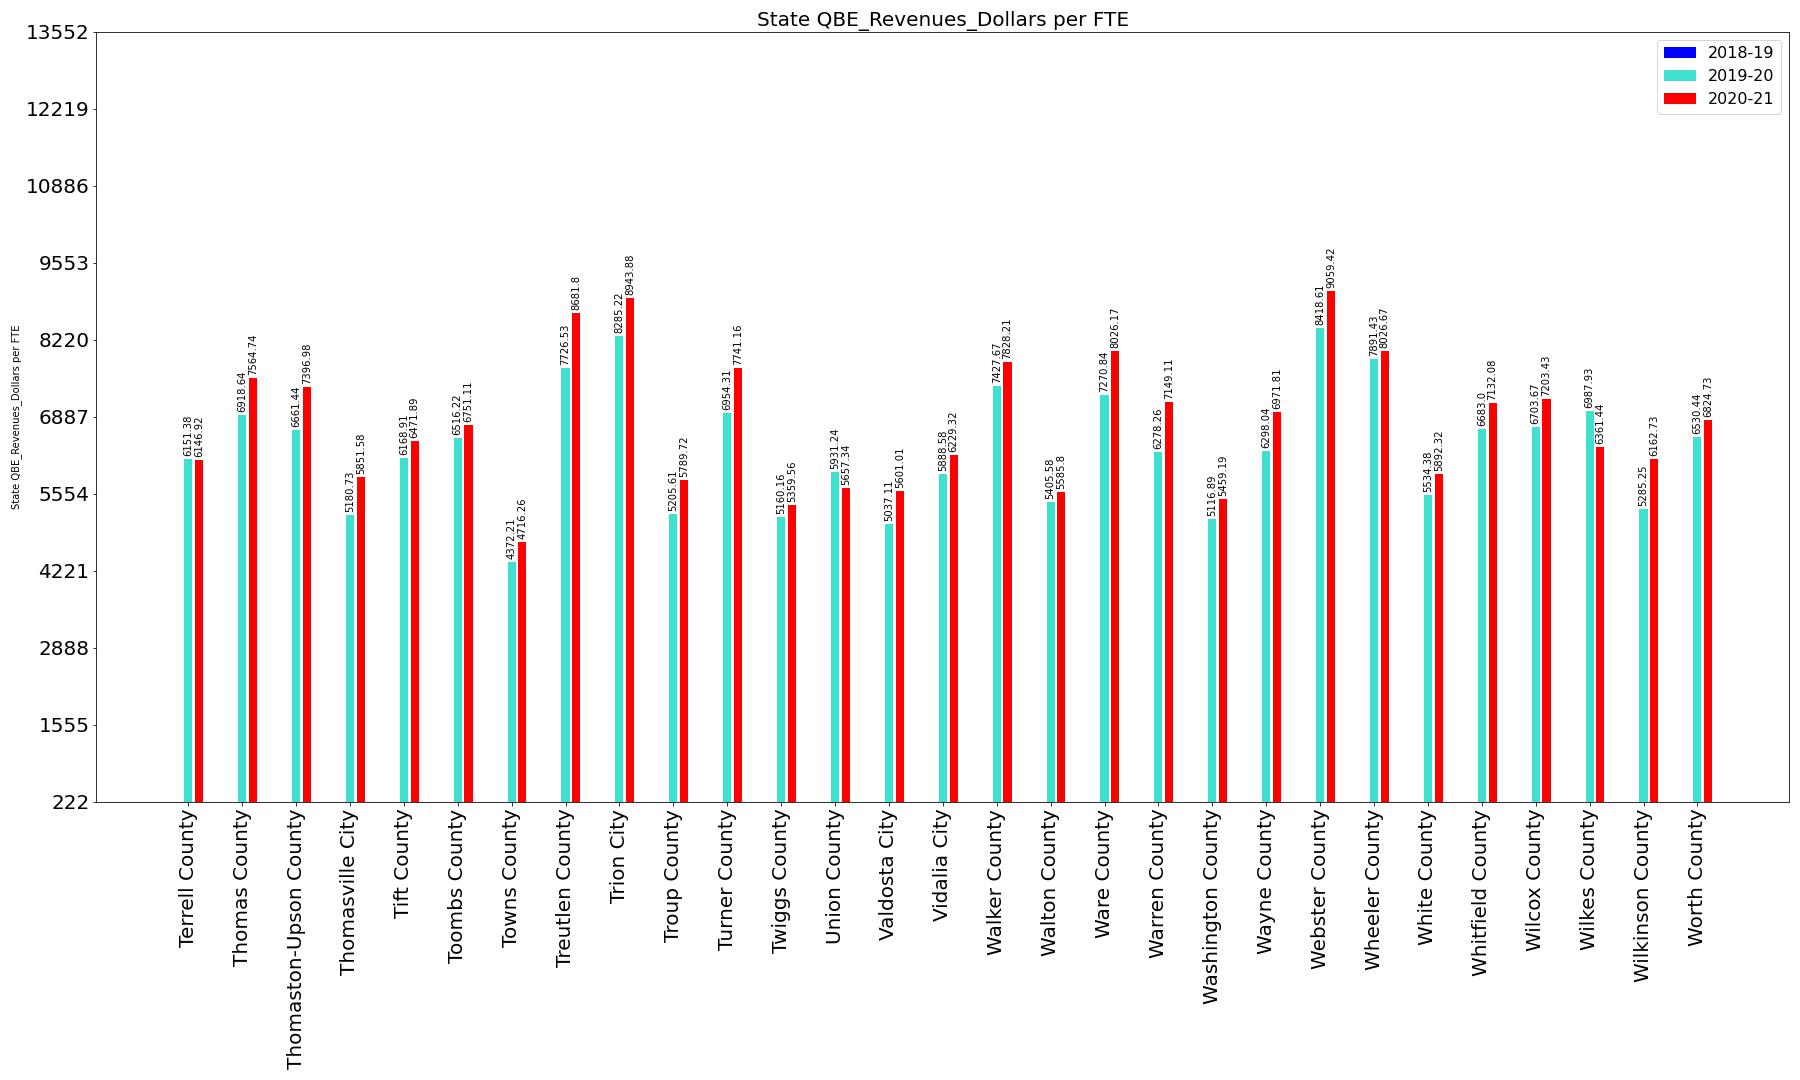 State QBE_Revenues_Dollars per FTE
2018-19
2019-20
2020-21
State QBE_Revenues_Dollars per FTE
13552
12219
10886
9553
8220
6887
5554
4221
2888
1555
222
6151.38
6146.92
6918.64
7564.74
6661.44
7396.98
5180.73
5851.58
6168.91
6471.89
6516.22
6751.11
4372.21
4716.26
7726.53
8681.8
8285.22
8943.88
5205.61
5789.72
6954.31
7741.16
5160.16
5359.56
5931.24
5657.34
5037.11
5601.01
5888.58
6229.32
7427.67
7828.21
5405.58
5585.8
7270.84
8026.17
6278.26
7149.11
5116.89
5459.19
6298.04
6971.81
8418.61
9059.42
7891.43
8026.67
5534.38
5892.32
6683.0
7132.08
6703.67
7203.43
6987.93
6361.44
5285.25
6162.73
6530.44
6824.73
Terrell County
Thomas County
Thomaston-Upson County
Thomasville City
Tift County
Toombs County
Towns County
Treutlen County
Trion City
Troup County
Turner County
Twiggs County
Union County
Valdosta City
Vidalia City
Walker County
Walton County
Ware County
Warren County
Washington County
Wayne County
Webster County
Wheeler County
White County
Whitfield County
Wilcox County
Wilkes County
Wilkinson County
Worth County